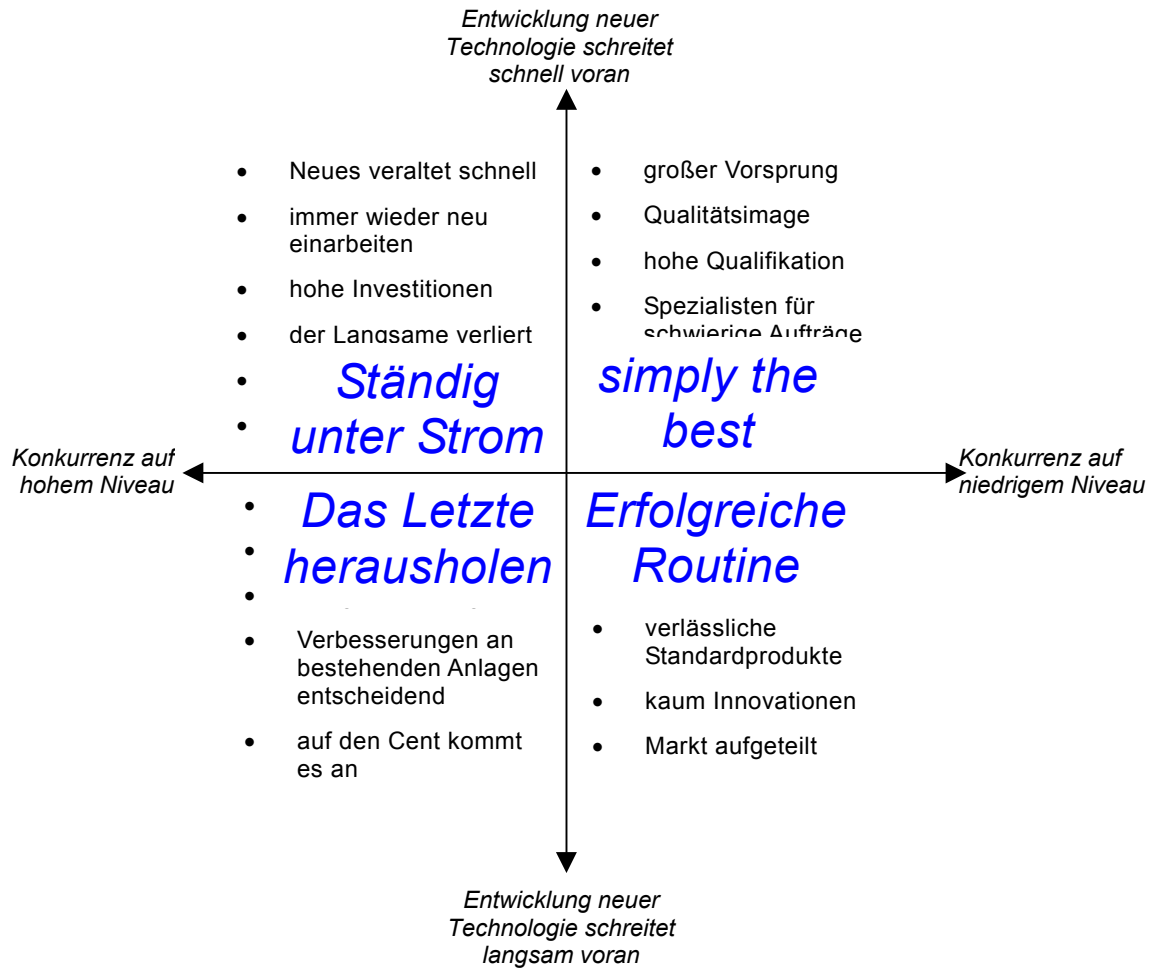 Entwicklung neuer
Technologie schreitet
schnell voran
• Neues veraltet schnell
• immer wieder neu
einarbeiten
• hohe Investitionen
• der Langsame verliert
•
•
Ständig
unter Strom
• großer Vorsprung
• Qualitätsimage
• hohe Qualifikation
• Spezialisten für
schwierige Aufträge
simply the
best
Konkurrenz auf
hohem Niveau
Konkurrenz auf
niedrigem Niveau
•
•
•
Das Letzte
herausholen
• Verbesserungen an
bestehenden Anlagen
entscheidend
• auf den Cent kommt
es an
Erfolgreiche
Routine
• verlässliche
Standardprodukte
• kaum Innovationen
• Markt aufgeteilt
Entwicklung neuer
Technologie schreitet
langsam voran